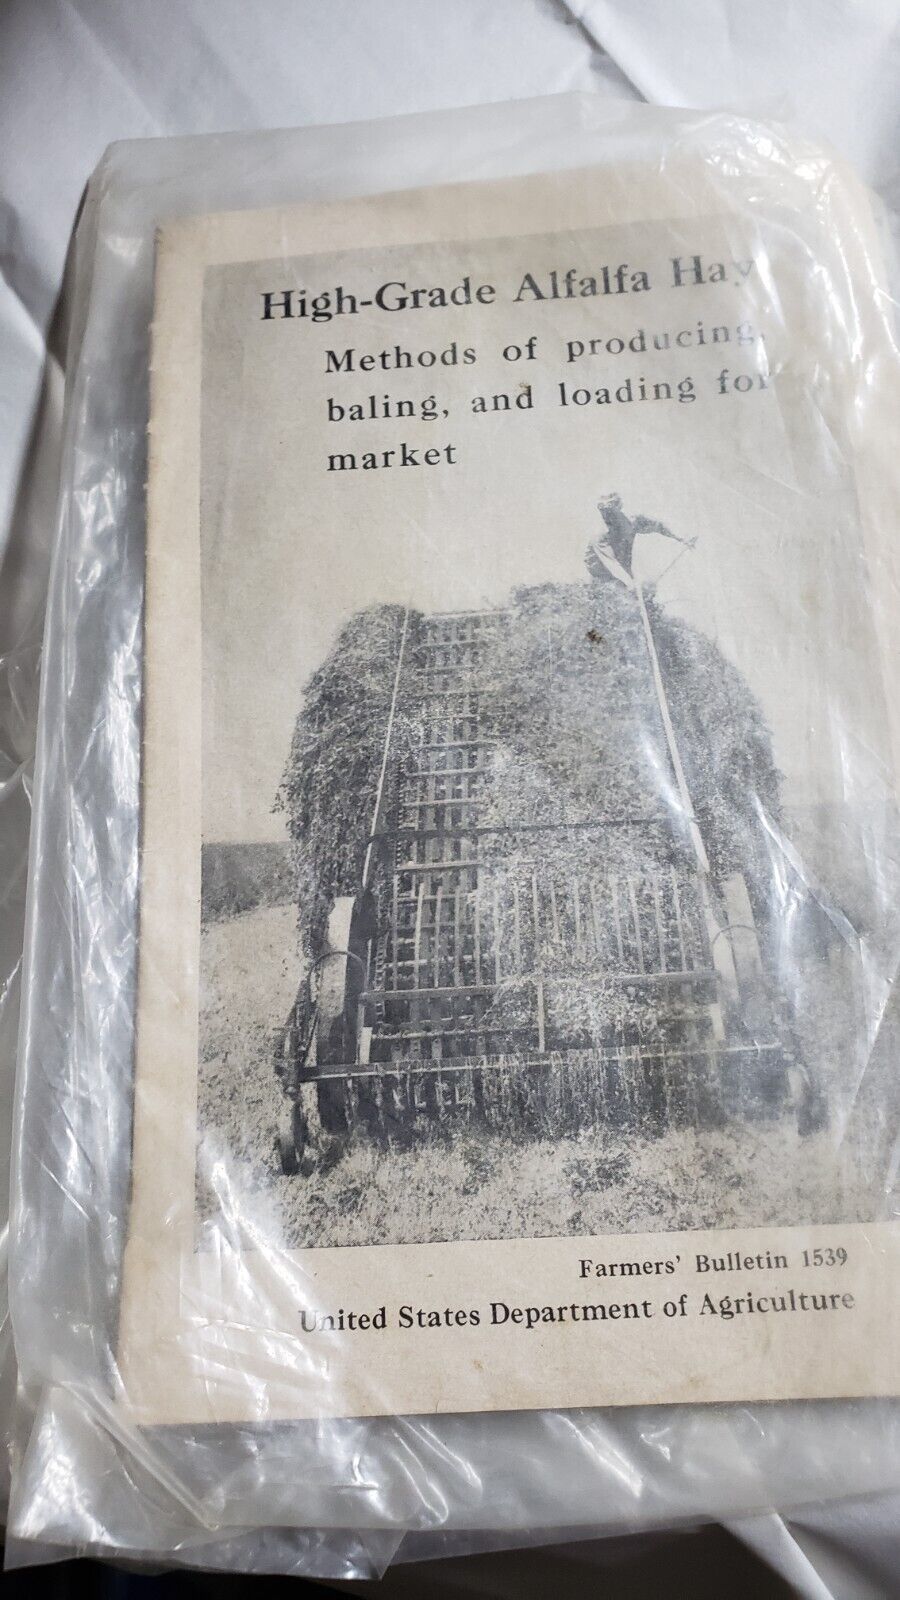 High-Grade Alfalfa Hay
Methods of producing,
baling, and loading for
market
Farmers' Bulletin 1539
United States Department of Agriculture